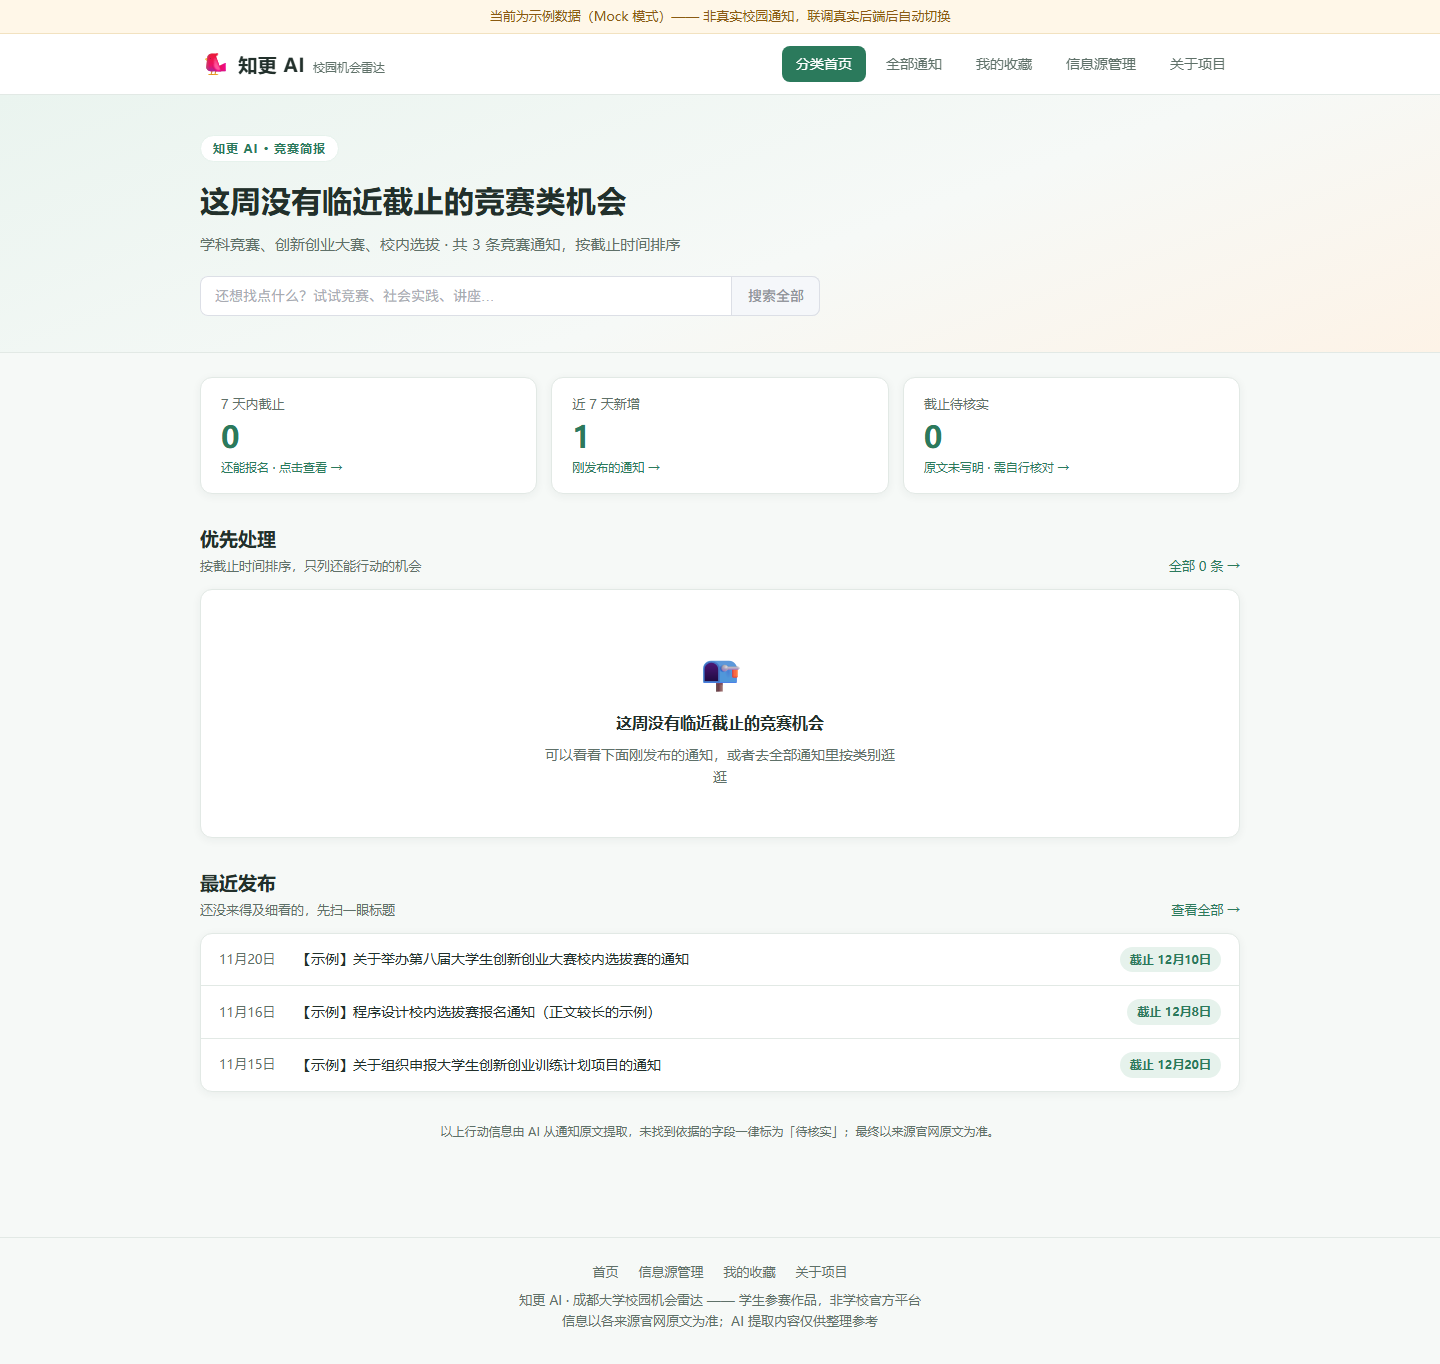 当前为示例数据（Mock 模式）—— 非真实校园通知，联调真实后端后自动切换
知更 AI 校园机会雷达
分类首页 全部通知 我的收藏 信息源管理 关于项目
知更 AI · 竞赛简报
这周没有临近截止的竞赛类机会
学科竞赛、创新创业大赛、校内选拔 · 共 3 条竞赛通知，按截止时间排序
还想找点什么？试试竞赛、社会实践、讲座... 搜索全部
7 天内截止
0
还能报名 · 点击查看 →
近 7 天新增
1
刚发布的通知 →
截止待核实
0
原文未写明 · 需自行核对 →
优先处理
按截止时间排序，只列还能行动的机会 全部 0 条 →
这周没有临近截止的竞赛机会
可以看看下面刚发布的通知，或者去全部通知里按类别逛
逛
最近发布
还没来得及细看的，先扫一眼标题 查看全部 →
11月20日 【示例】关于举办第八届大学生创新创业大赛校内选拔赛的通知 截止 12月10日
11月16日 【示例】程序设计校内选拔赛报名通知（正文较长的示例） 截止 12月8日
11月15日 【示例】关于组织申报大学生创新创业训练计划项目的通知 截止 12月20日
以上行动信息由 AI 从通知原文提取，未找到依据的字段一律标为「待核实」；最终以来源官网原文为准。
首页 信息源管理 我的收藏 关于项目
知更 AI · 成都大学校园机会雷达 —— 学生参赛作品，非学校官方平台
信息以各来源官网原文为准；AI 提取内容仅供整理参考